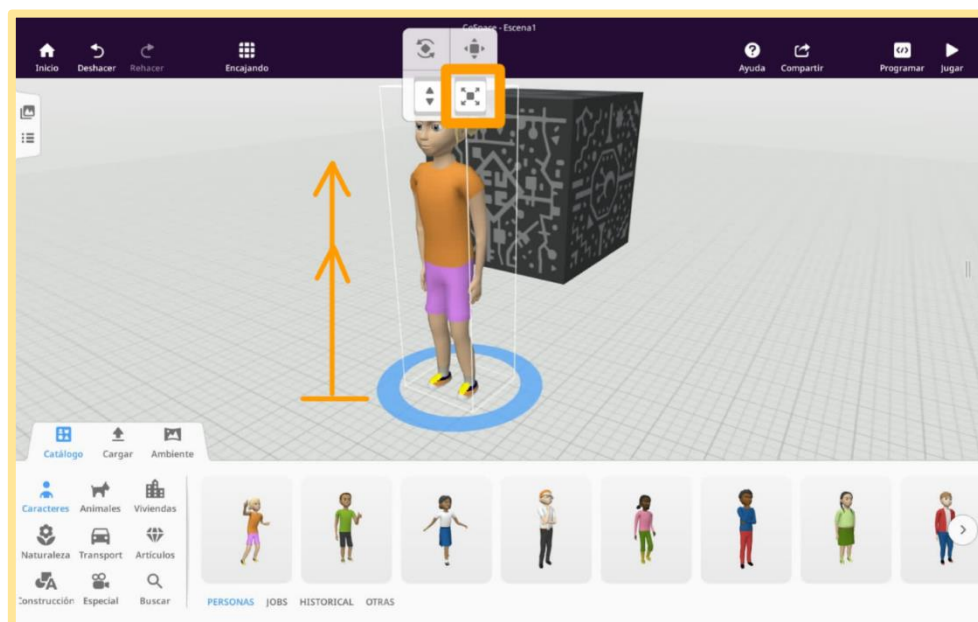 CoSpace - Escena1
Inicio Deshacer Rehacer Encajando Ayuda Compartir Programar Jugar
Catálogo Cargar Ambiente
Caracteres Animales Viviendas
Naturaleza Transport Artículos
Construcción Especial Buscar
PERSONAS JOBS HISTORICAL OTRAS